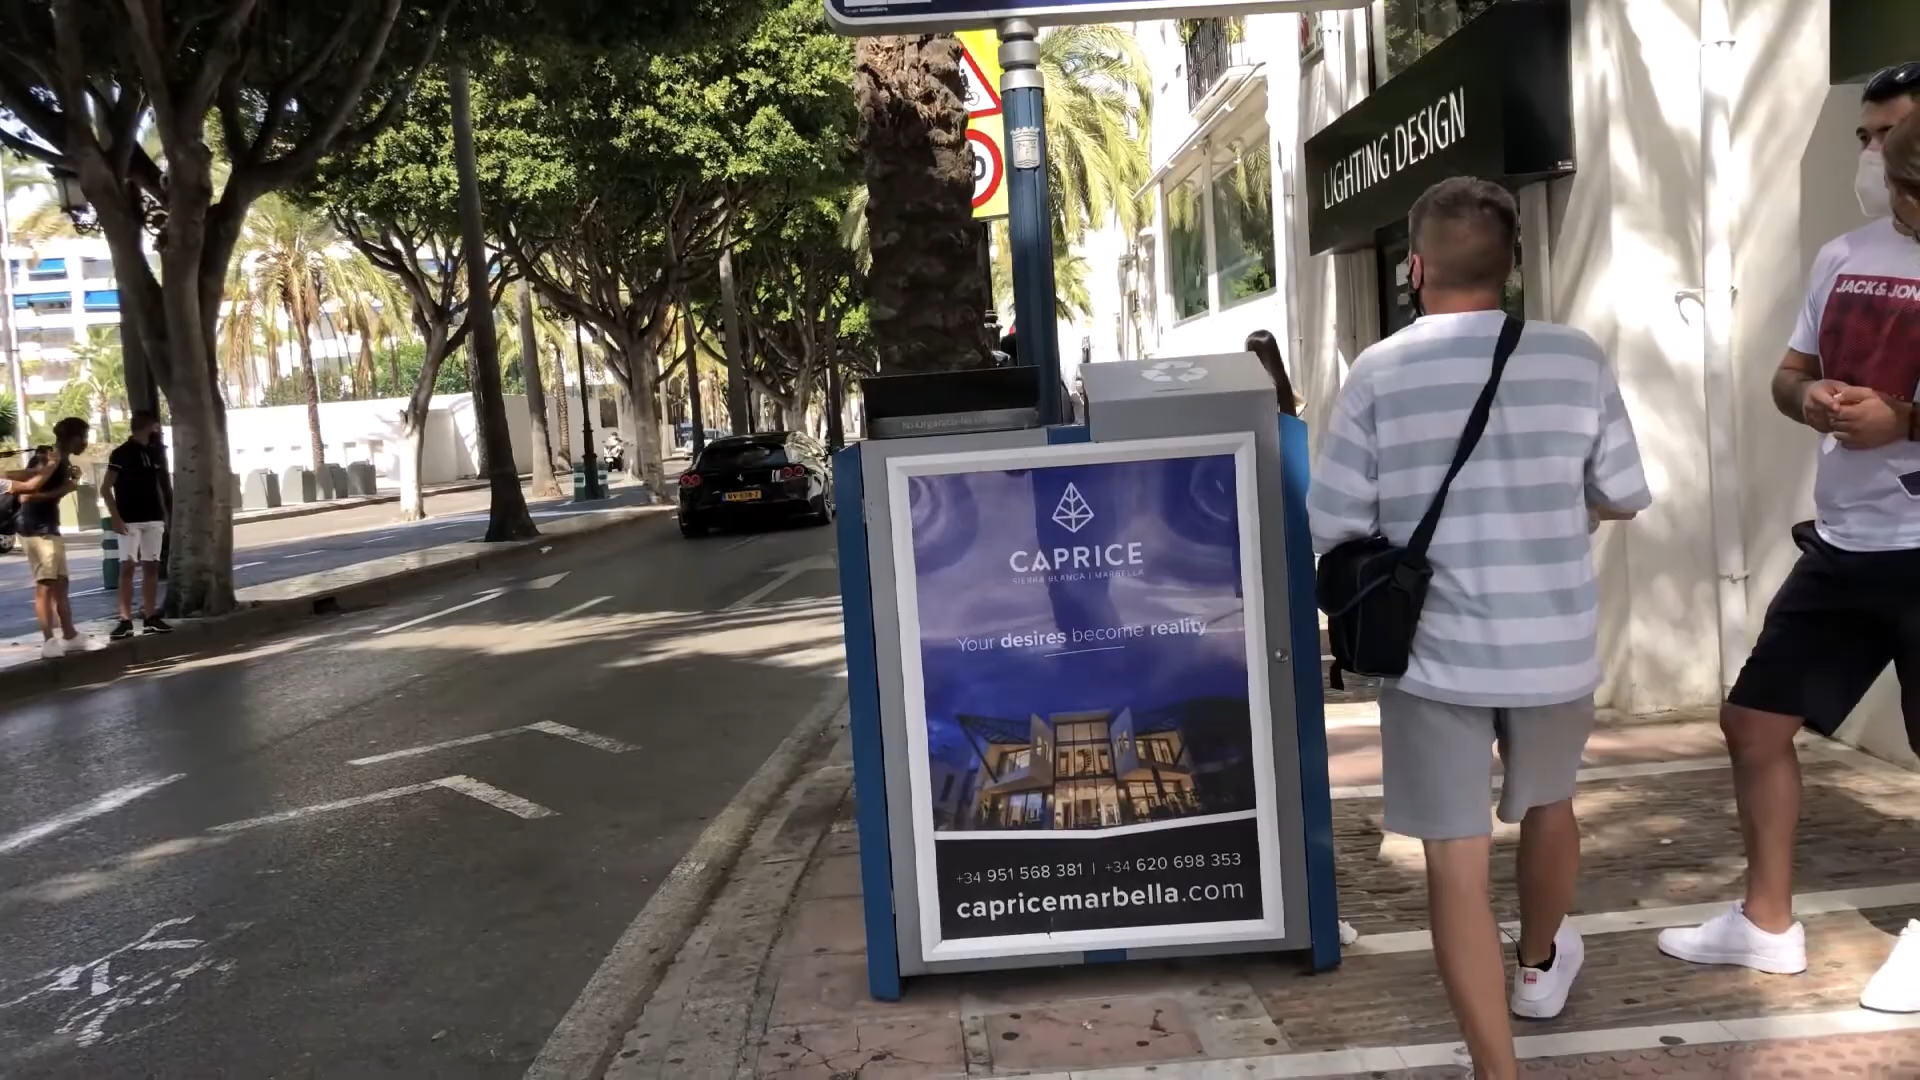 LIGHTING DESIGN
JACK & JON
CAPRICE
SIERRA BLANCA | MARBELLA
Your desires become reality
+34 951 568 381 | +34 620 698 353
capricemarbella.com